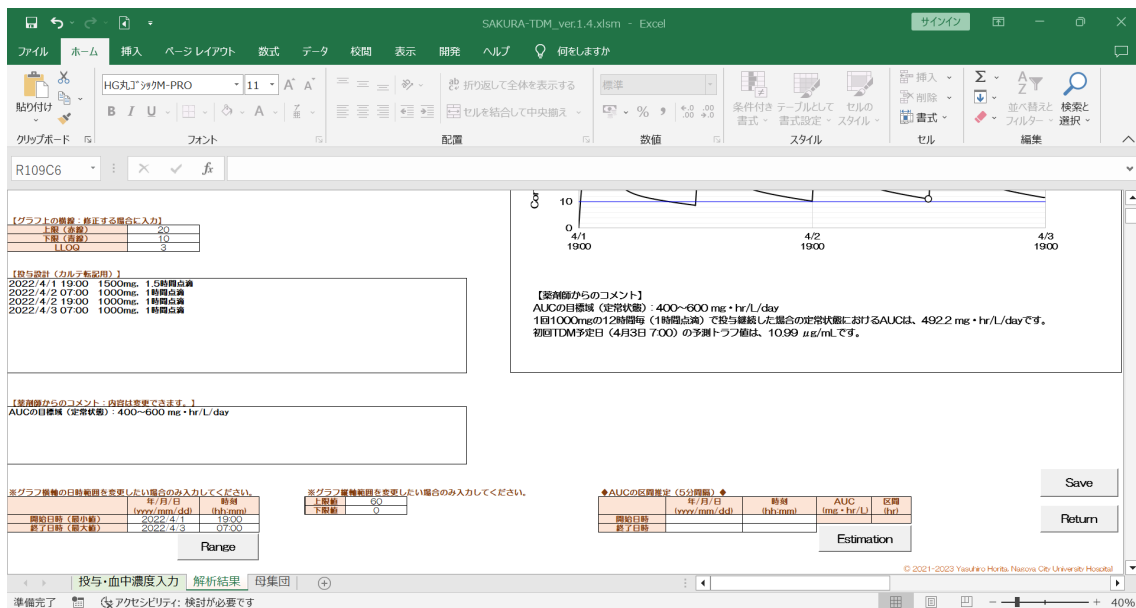 SAKURA-TDM_ver.1.4.xlsm - Excel
サインイン
ファイル ホーム 挿入 ページ レイアウト 数式 データ 校閲 表示 開発 ヘルプ 何をしますか
貼り付け
クリップボード
HG丸ｺﾞｼｯｸM-PRO 11
B I U
フォント
折り返して全体を表示する
セルを結合して中央揃え
配置
標準
数値
条件付き書式
テーブルとして書式設定
セルのスタイル
スタイル
挿入
削除
書式
セル
並べ替えと
フィルター
検索と
選択
編集
R109C6
【グラフ上の横線：修正する場合に入力】
上限（赤線） 20
下限（青線） 10
LLOQ 3
【投与設計（カルテ転記用）】
2022/4/1 19:00 1500mg，1.5時間点滴
2022/4/2 07:00 1000mg，1時間点滴
2022/4/2 19:00 1000mg，1時間点滴
2022/4/3 07:00 1000mg，1時間点滴
Cor
10
0
4/1
19:00
4/2
19:00
4/3
19:00
【薬剤師からのコメント】
AUCの目標域（定常状態）：400～600 mg・hr/L/day
1回1000mgの12時間毎（1時間点滴）で投与継続した場合の定常状態におけるAUCは、492.2 mg・hr/L/dayです。
初回TDM予定日（4月3日 7:00）の予測トラフ値は、10.99 μg/mLです。
【薬剤師からのコメント：内容は変更できます。】
AUCの目標域（定常状態）：400～600 mg・hr/L/day
※グラフ横軸の日時範囲を変更したい場合のみ入力してください。
年/月/日 時刻
(yyyy/mm/dd) (hh:mm)
開始日時（最小値） 2022/4/1 19:00
終了日時（最大値） 2022/4/3 07:00
Range
※グラフ縦軸範囲を変更したい場合のみ入力してください。
上限値 60
下限値 0
◆AUCの区間推定（5分間隔）◆
年/月/日 時刻 AUC 区間
(yyyy/mm/dd) (hh:mm) (mg・hr/L) (hr)
開始日時
終了日時
Estimation
Save
Return
© 2021-2023 Yasuhiro Horita, Nagoya City University Hospital
投与・血中濃度入力 解析結果 母集団
準備完了 アクセシビリティ: 検討が必要です 40%